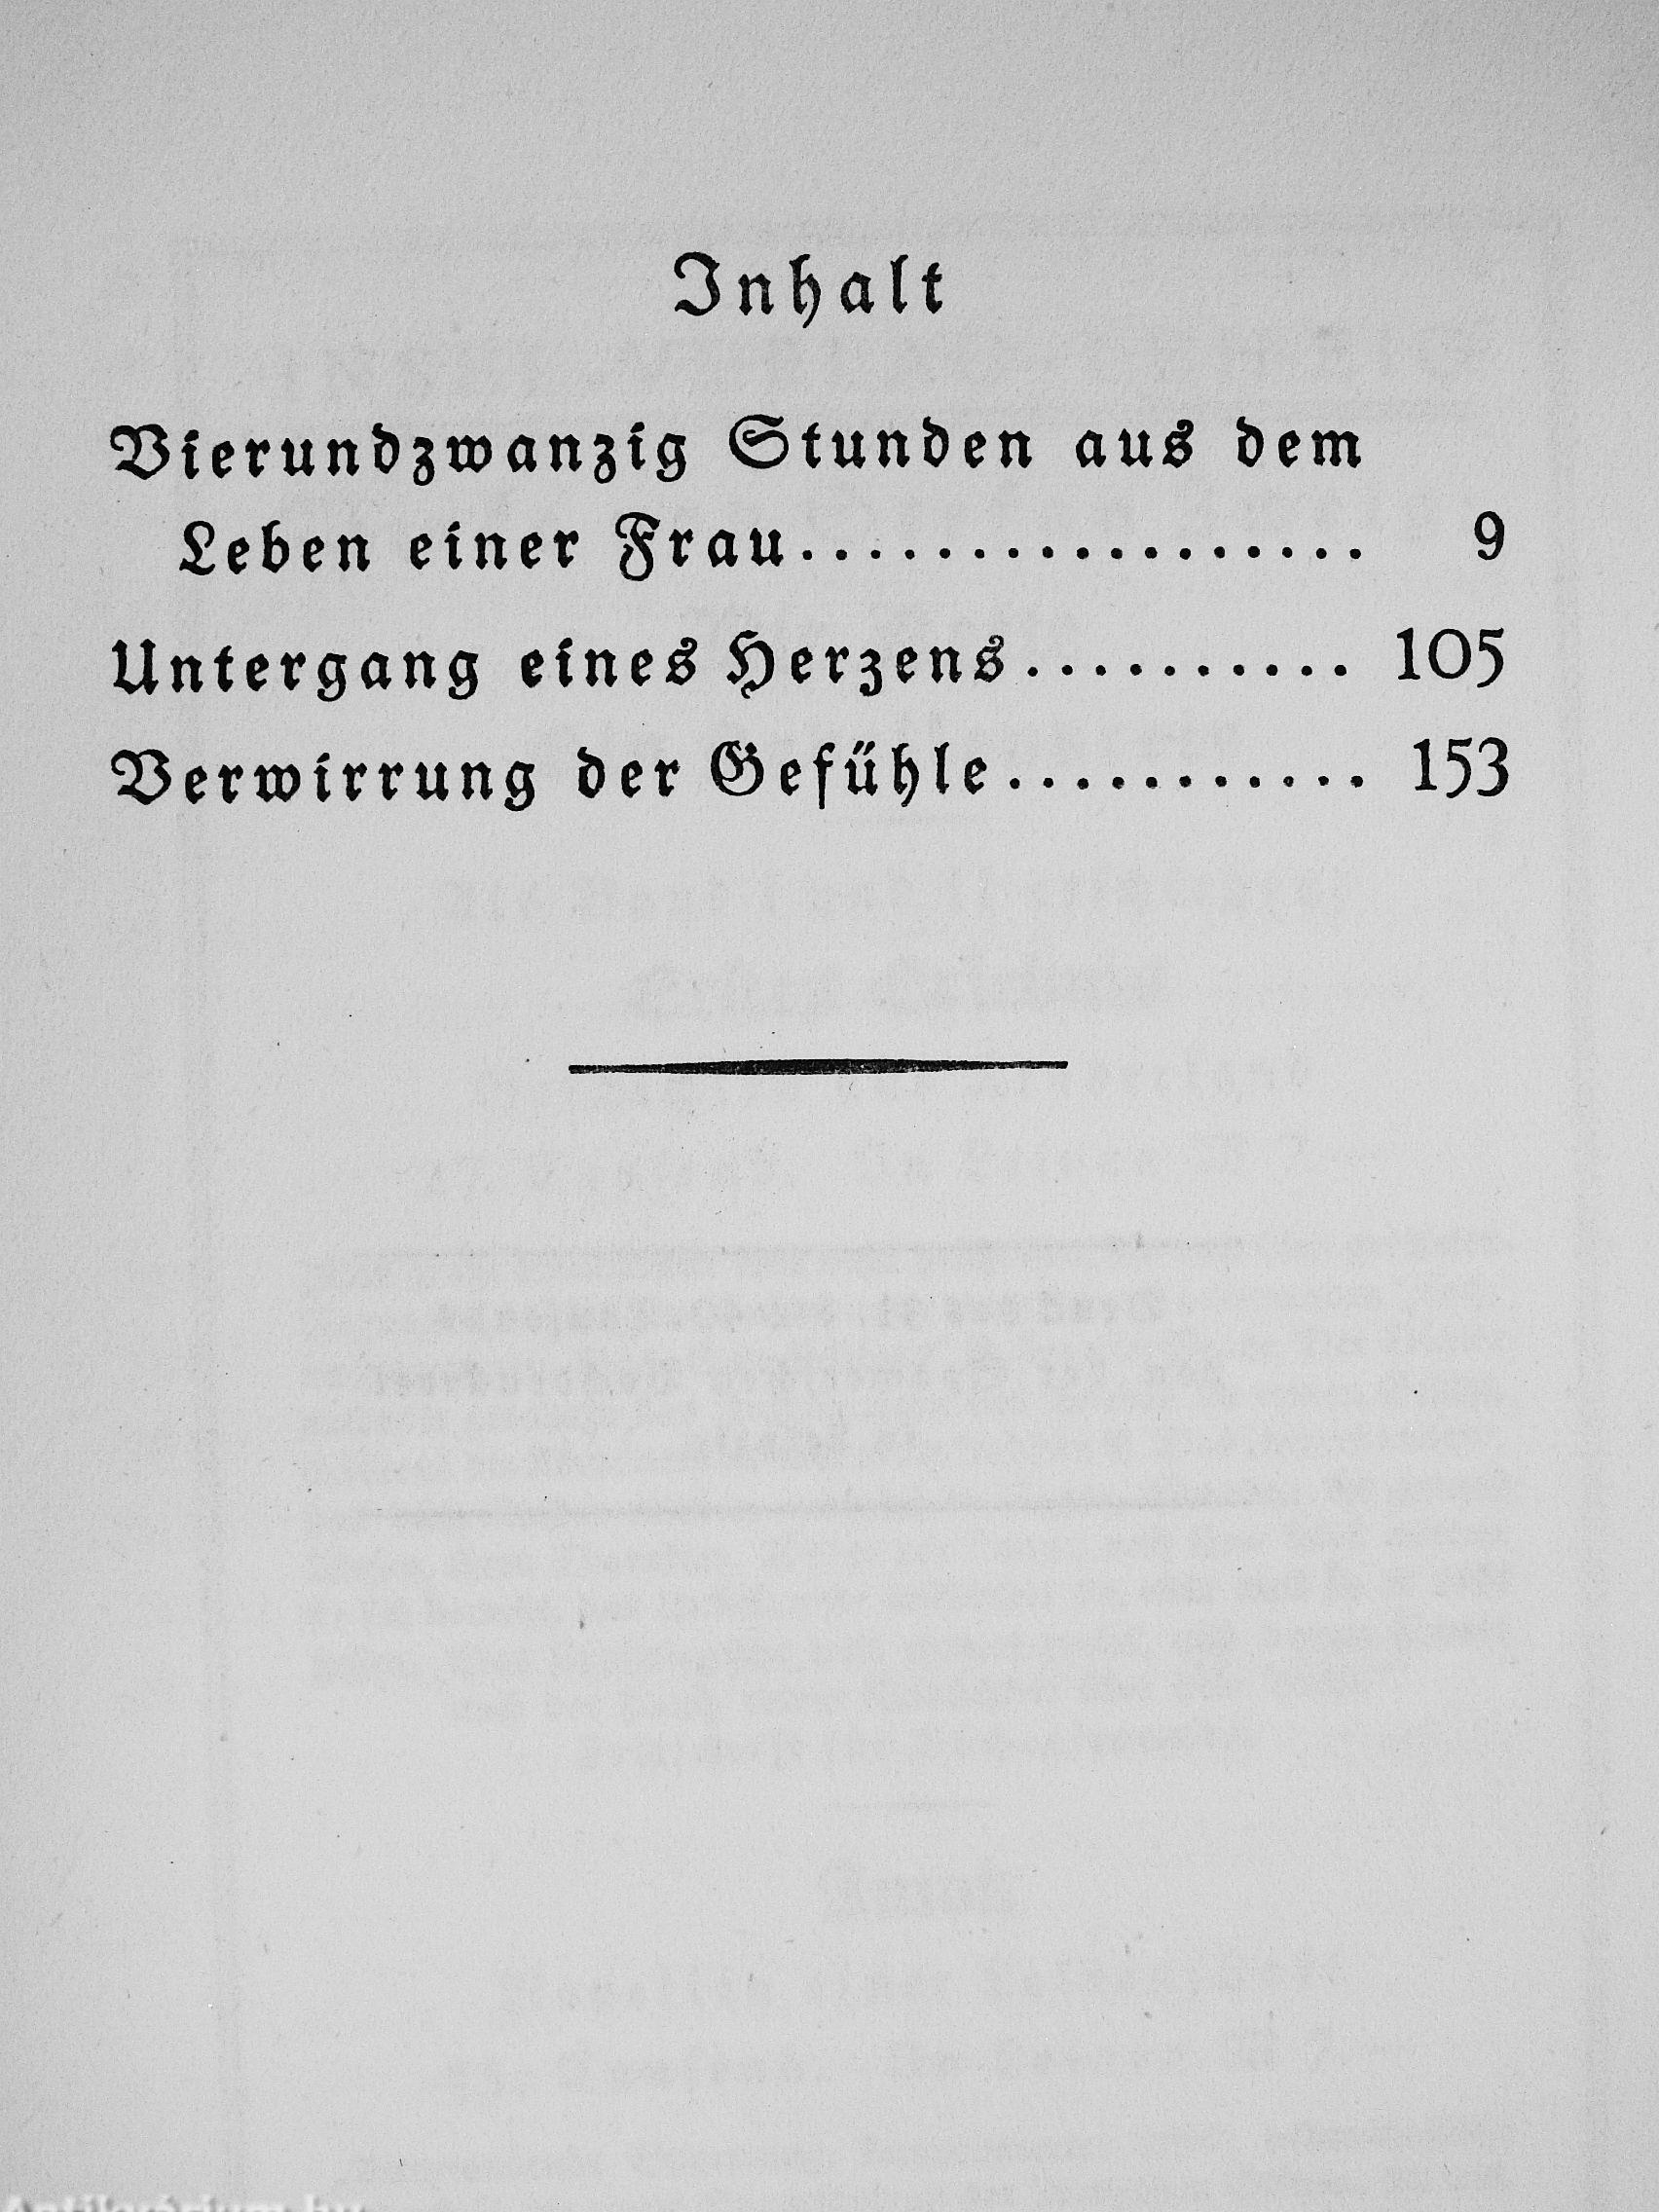 Inhalt
Vierundzwanzig Stunden aus dem
Leben einer Frau................. 9
Untergang eines Herzens.......... 105
Verwirrung der Gefühle........... 153